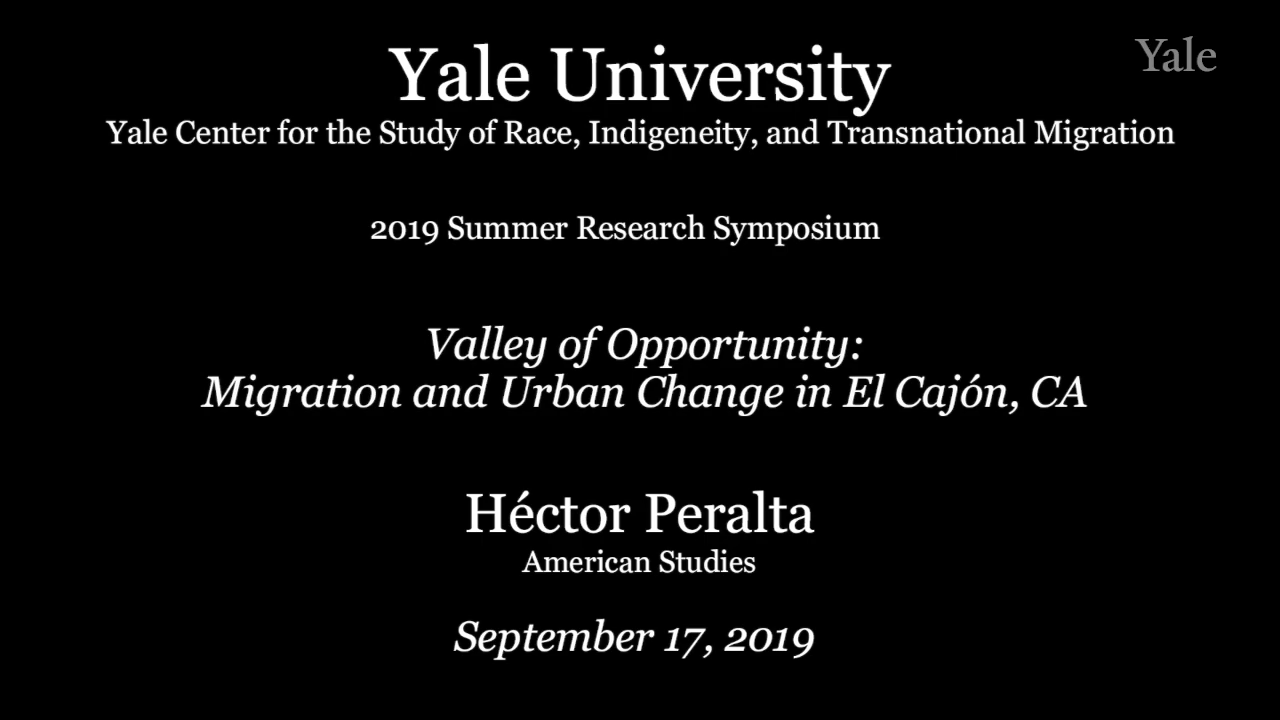 Yale University
Yale
Yale Center for the Study of Race, Indigeneity, and Transnational Migration
2019 Summer Research Symposium
Valley of Opportunity:
Migration and Urban Change in El Cajón, CA
Héctor Peralta
American Studies
September 17, 2019